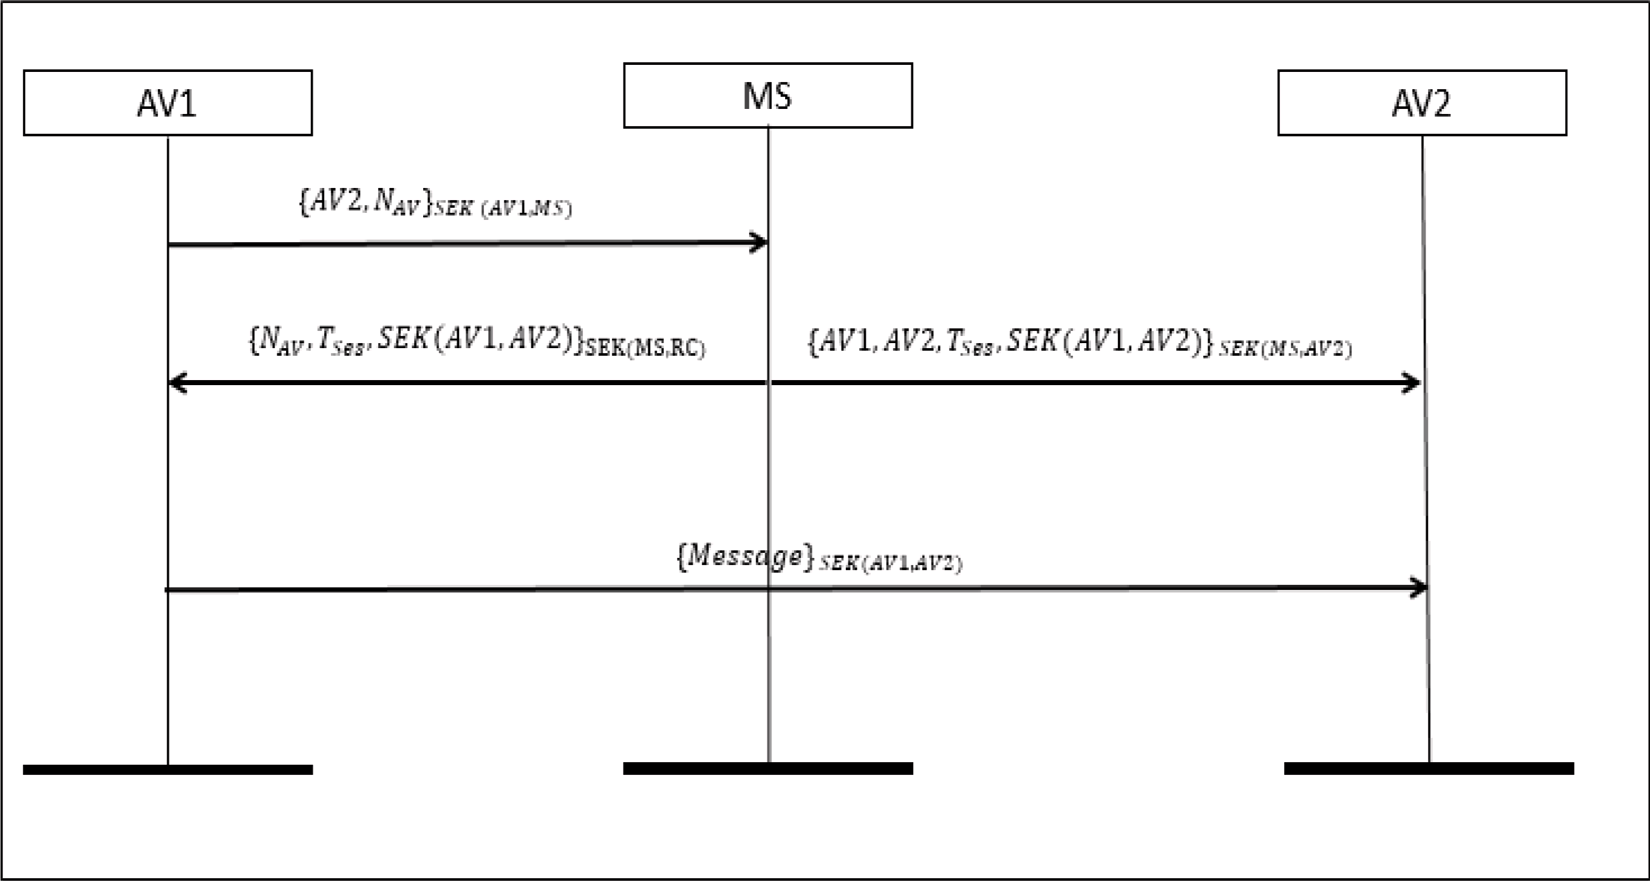 AV1
MS
AV2
{AV2, N_AV}_SEK (AV1,MS)
{N_AV, T_Ses, SEK(AV1, AV2)}_SEK(MS,RC)
{AV1, AV2, T_Ses, SEK(AV1, AV2)}_SEK(MS,AV2)
{Message}_SEK(AV1,AV2)